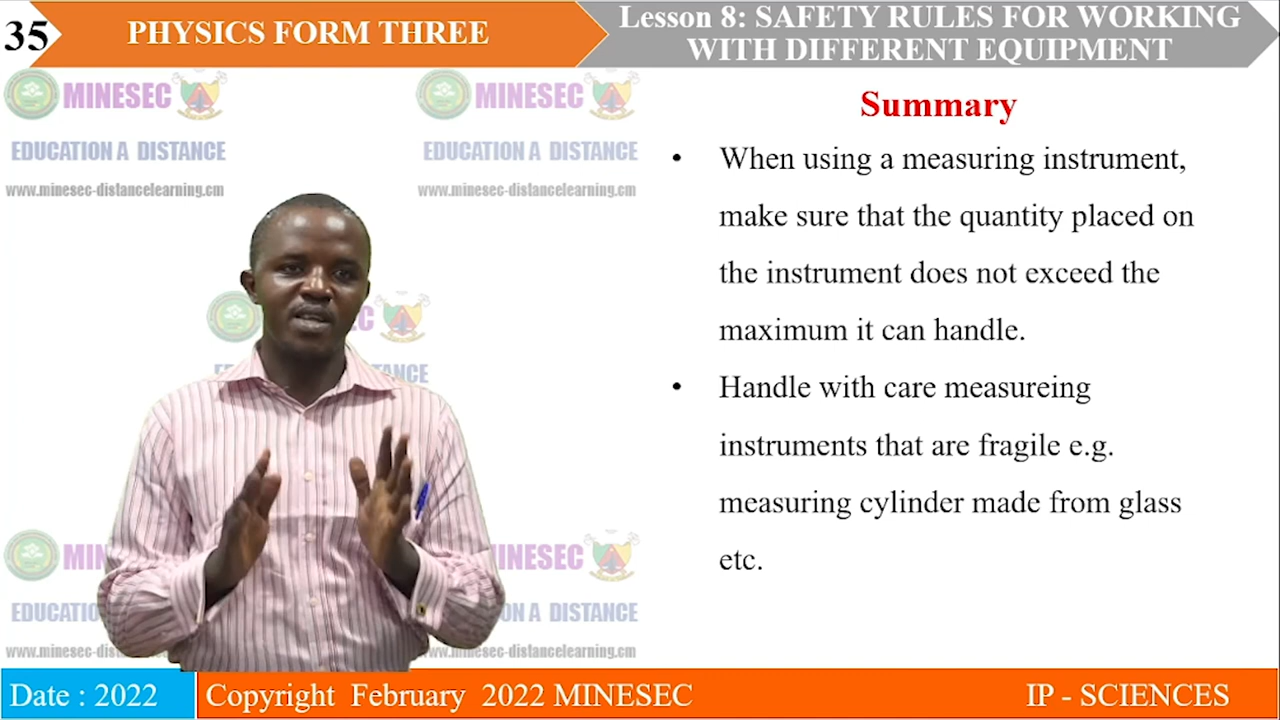 35
PHYSICS FORM THREE
Lesson 8: SAFETY RULES FOR WORKING
WITH DIFFERENT EQUIPMENT
MINESEC
MINESEC
EDUCATION A DISTANCE
EDUCATION A DISTANCE
www.minesec-distancelearning.cm
www.minesec-distancelearning.cm
Summary
• When using a measuring instrument,
make sure that the quantity placed on
the instrument does not exceed the
maximum it can handle.
• Handle with care measureing
instruments that are fragile e.g.
measuring cylinder made from glass
etc.
EDUCATION
DISTANCE
Date : 2022
Copyright February 2022 MINESEC
IP - SCIENCES